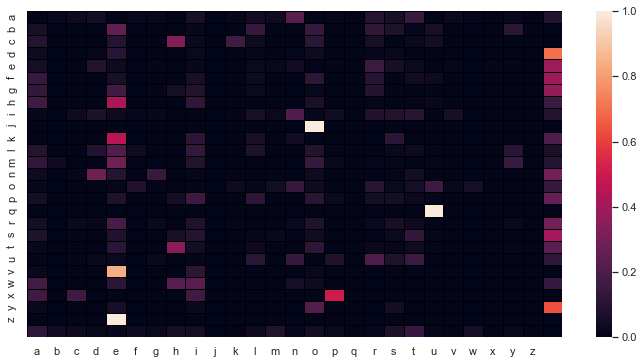 a
b
c
d
e
f
g
h
i
j
k
l
m
n
o
p
q
r
s
t
u
v
w
x
y
z
a b c d e f g h i j k l m n o p q r s t u v w x y z
1.0
0.8
0.6
0.4
0.2
0.0